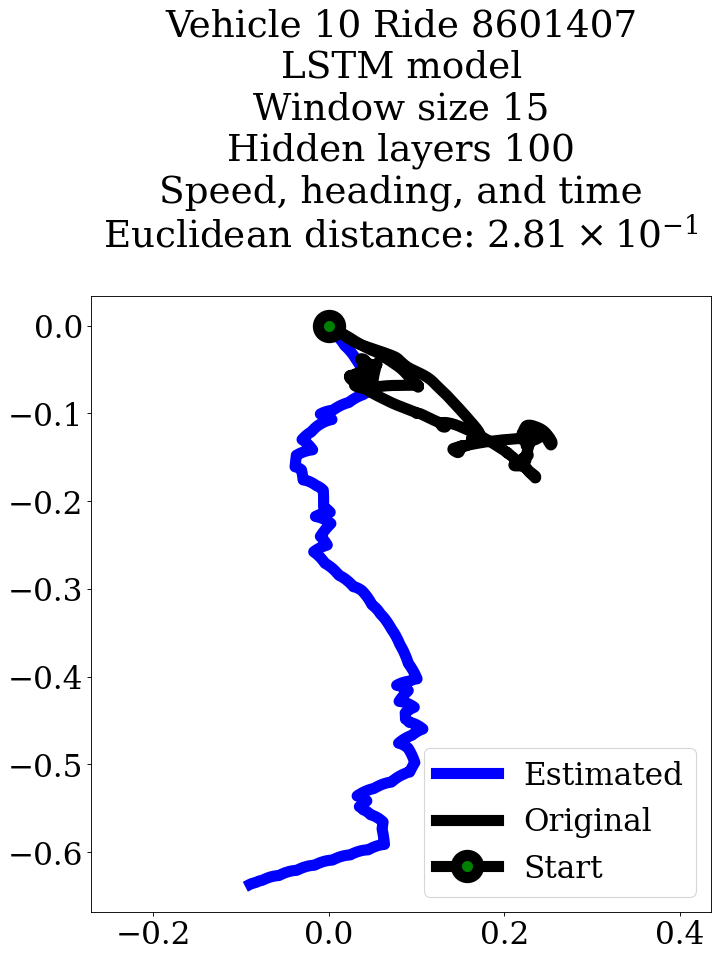 Vehicle 10 Ride 8601407
LSTM model
Window size 15
Hidden layers 100
Speed, heading, and time
Euclidean distance: 2.81 × 10⁻¹
0.0
−0.1
−0.2
−0.3
−0.4
−0.5
−0.6
Estimated
Original
Start
−0.2
0.0
0.2
0.4